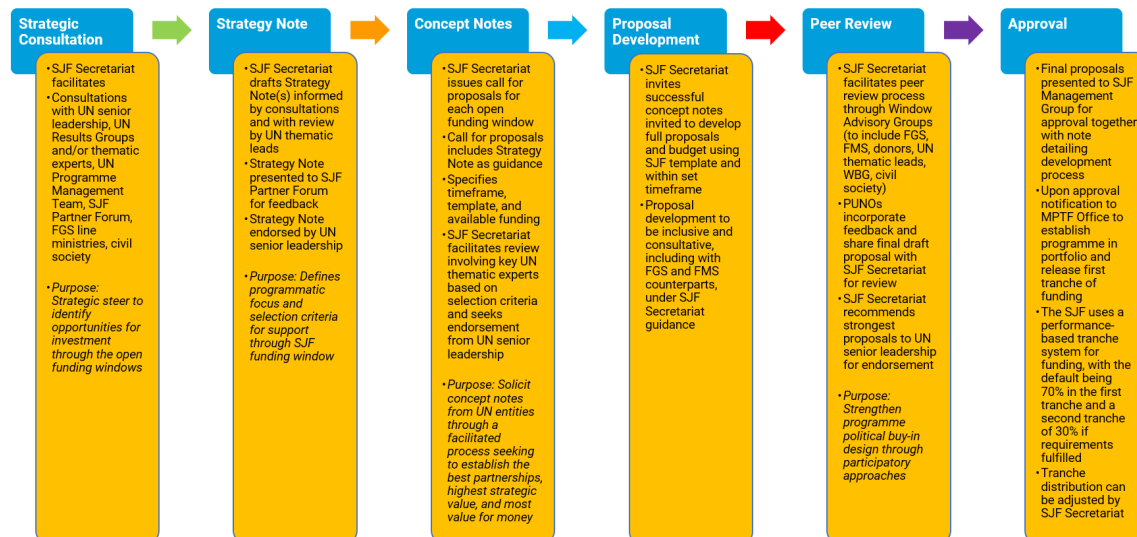 Strategic
Consultation
•SJF Secretariat
facilitates
•Consultations
with UN senior
leadership, UN
Results Groups
and/or thematic
experts, UN
Programme
Management
Team, SJF
Partner Forum,
FGS line
ministries, civil
society
•Purpose:
Strategic steer to
identify
opportunities for
investment
through the open
funding windows
Strategy Note
•SJF Secretariat
drafts Strategy
Note(s) informed
by consultations
and with review
by UN thematic
leads
•Strategy Note
presented to SJF
Partner Forum
for feedback
•Strategy Note
endorsed by UN
senior leadership
•Purpose: Defines
programmatic
focus and
selection criteria
for support
through SJF
funding window
Concept Notes
•SJF Secretariat
issues call for
proposals for
each open
funding window
•Call for proposals
includes Strategy
Note as guidance
•Specifies
timeframe,
template, and
available funding
•SJF Secretariat
facilitates review
involving key UN
thematic experts
based on
selection criteria
and seeks
endorsement
from UN senior
leadership
•Purpose: Solicit
concept notes
from UN entities
through a
facilitated
process seeking
to establish the
best partnerships,
highest strategic
value, and most
value for money
Proposal
Development
•SJF Secretariat
invites
successful
concept notes
invited to develop
full proposals
and budget using
SJF template and
within set
timeframe
•Proposal
development to
be inclusive and
consultative,
including with
FGS and FMS
counterparts,
under SJF
Secretariat
guidance
Peer Review
•SJF Secretariat
facilitates peer
review process
through Window
Advisory Groups
(to include FGS,
FMS, donors, UN
thematic leads,
WBG, civil
society)
•PUNOs
incorporate
feedback and
share final draft
proposal with
SJF Secretariat
for review
•SJF Secretariat
recommends
strongest
proposals to UN
senior leadership
for endorsement
•Purpose:
Strengthen
programme
political buy-in
design through
participatory
approaches
Approval
•Final proposals
presented to SJF
Management
Group for
approval together
with note
detailing
development
process
•Upon approval
notification to
MPTF Office to
establish
programme in
portfolio and
release first
tranche of
funding
•The SJF uses a
performance-
based tranche
system for
funding, with the
default being
70% in the first
tranche and a
second tranche
of 30% if
requirements
fulfilled
•Tranche
distribution can
be adjusted by
SJF Secretariat